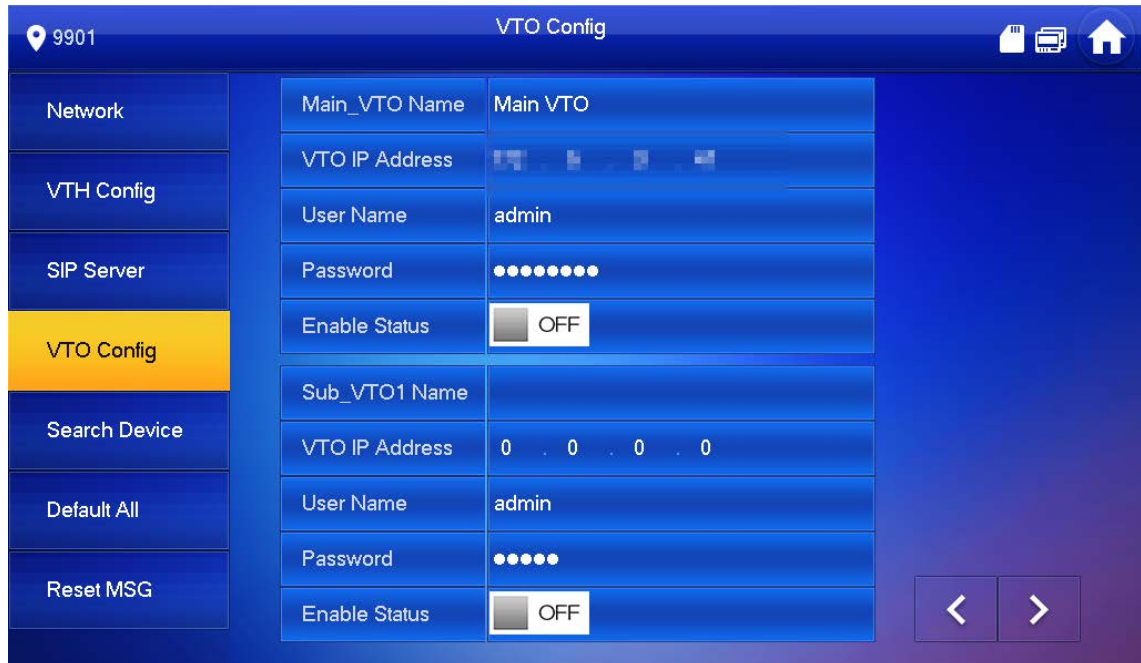 9901
VTO Config
Network
VTH Config
SIP Server
VTO Config
Search Device
Default All
Reset MSG
Main_VTO Name Main VTO
VTO IP Address
User Name admin
Password ●●●●●●●●
Enable Status OFF
Sub_VTO1 Name
VTO IP Address 0 . 0 . 0 . 0
User Name admin
Password ●●●●●
Enable Status OFF